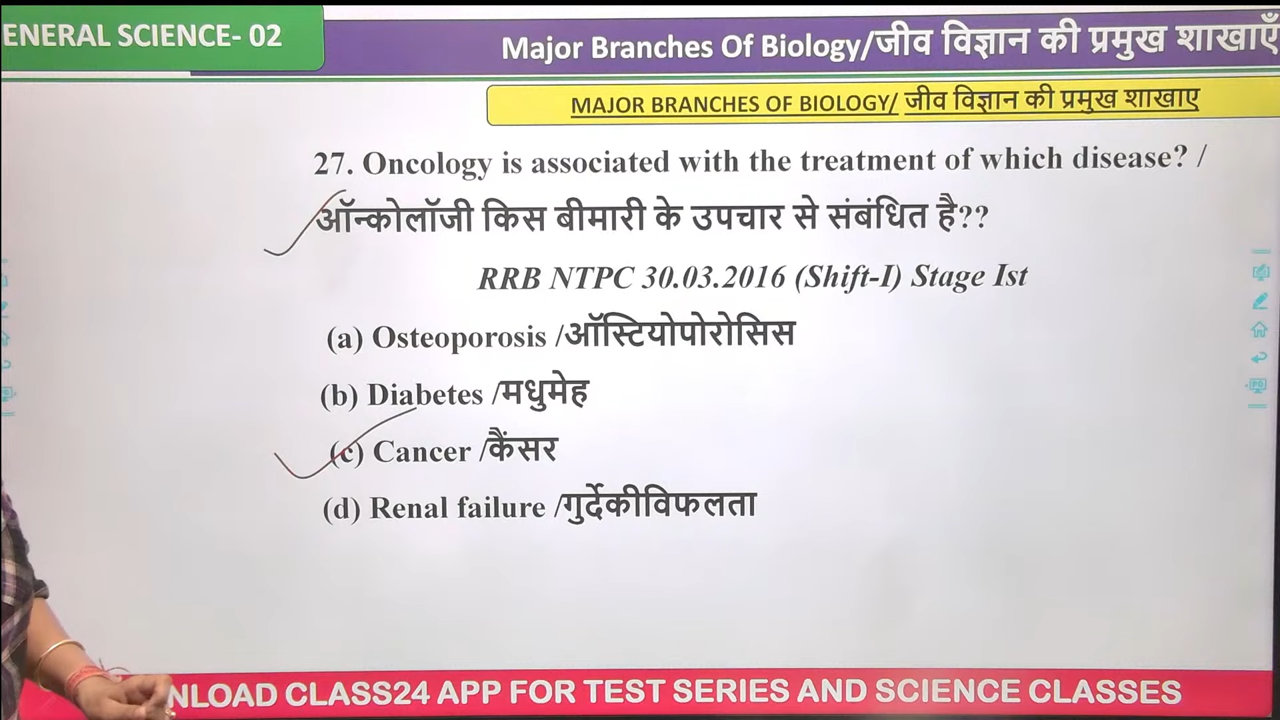 ENERAL SCIENCE- 02
Major Branches Of Biology/जीव विज्ञान की प्रमुख शाखाएँ
MAJOR BRANCHES OF BIOLOGY/ जीव विज्ञान की प्रमुख शाखाए
27. Oncology is associated with the treatment of which disease? /
ऑन्कोलॉजी किस बीमारी के उपचार से संबंधित है??
RRB NTPC 30.03.2016 (Shift-I) Stage Ist
(a) Osteoporosis /ऑस्टियोपोरोसिस
(b) Diabetes /मधुमेह
(c) Cancer /कैंसर
(d) Renal failure /गुर्देकीविफलता
NLOAD CLASS24 APP FOR TEST SERIES AND SCIENCE CLASSES